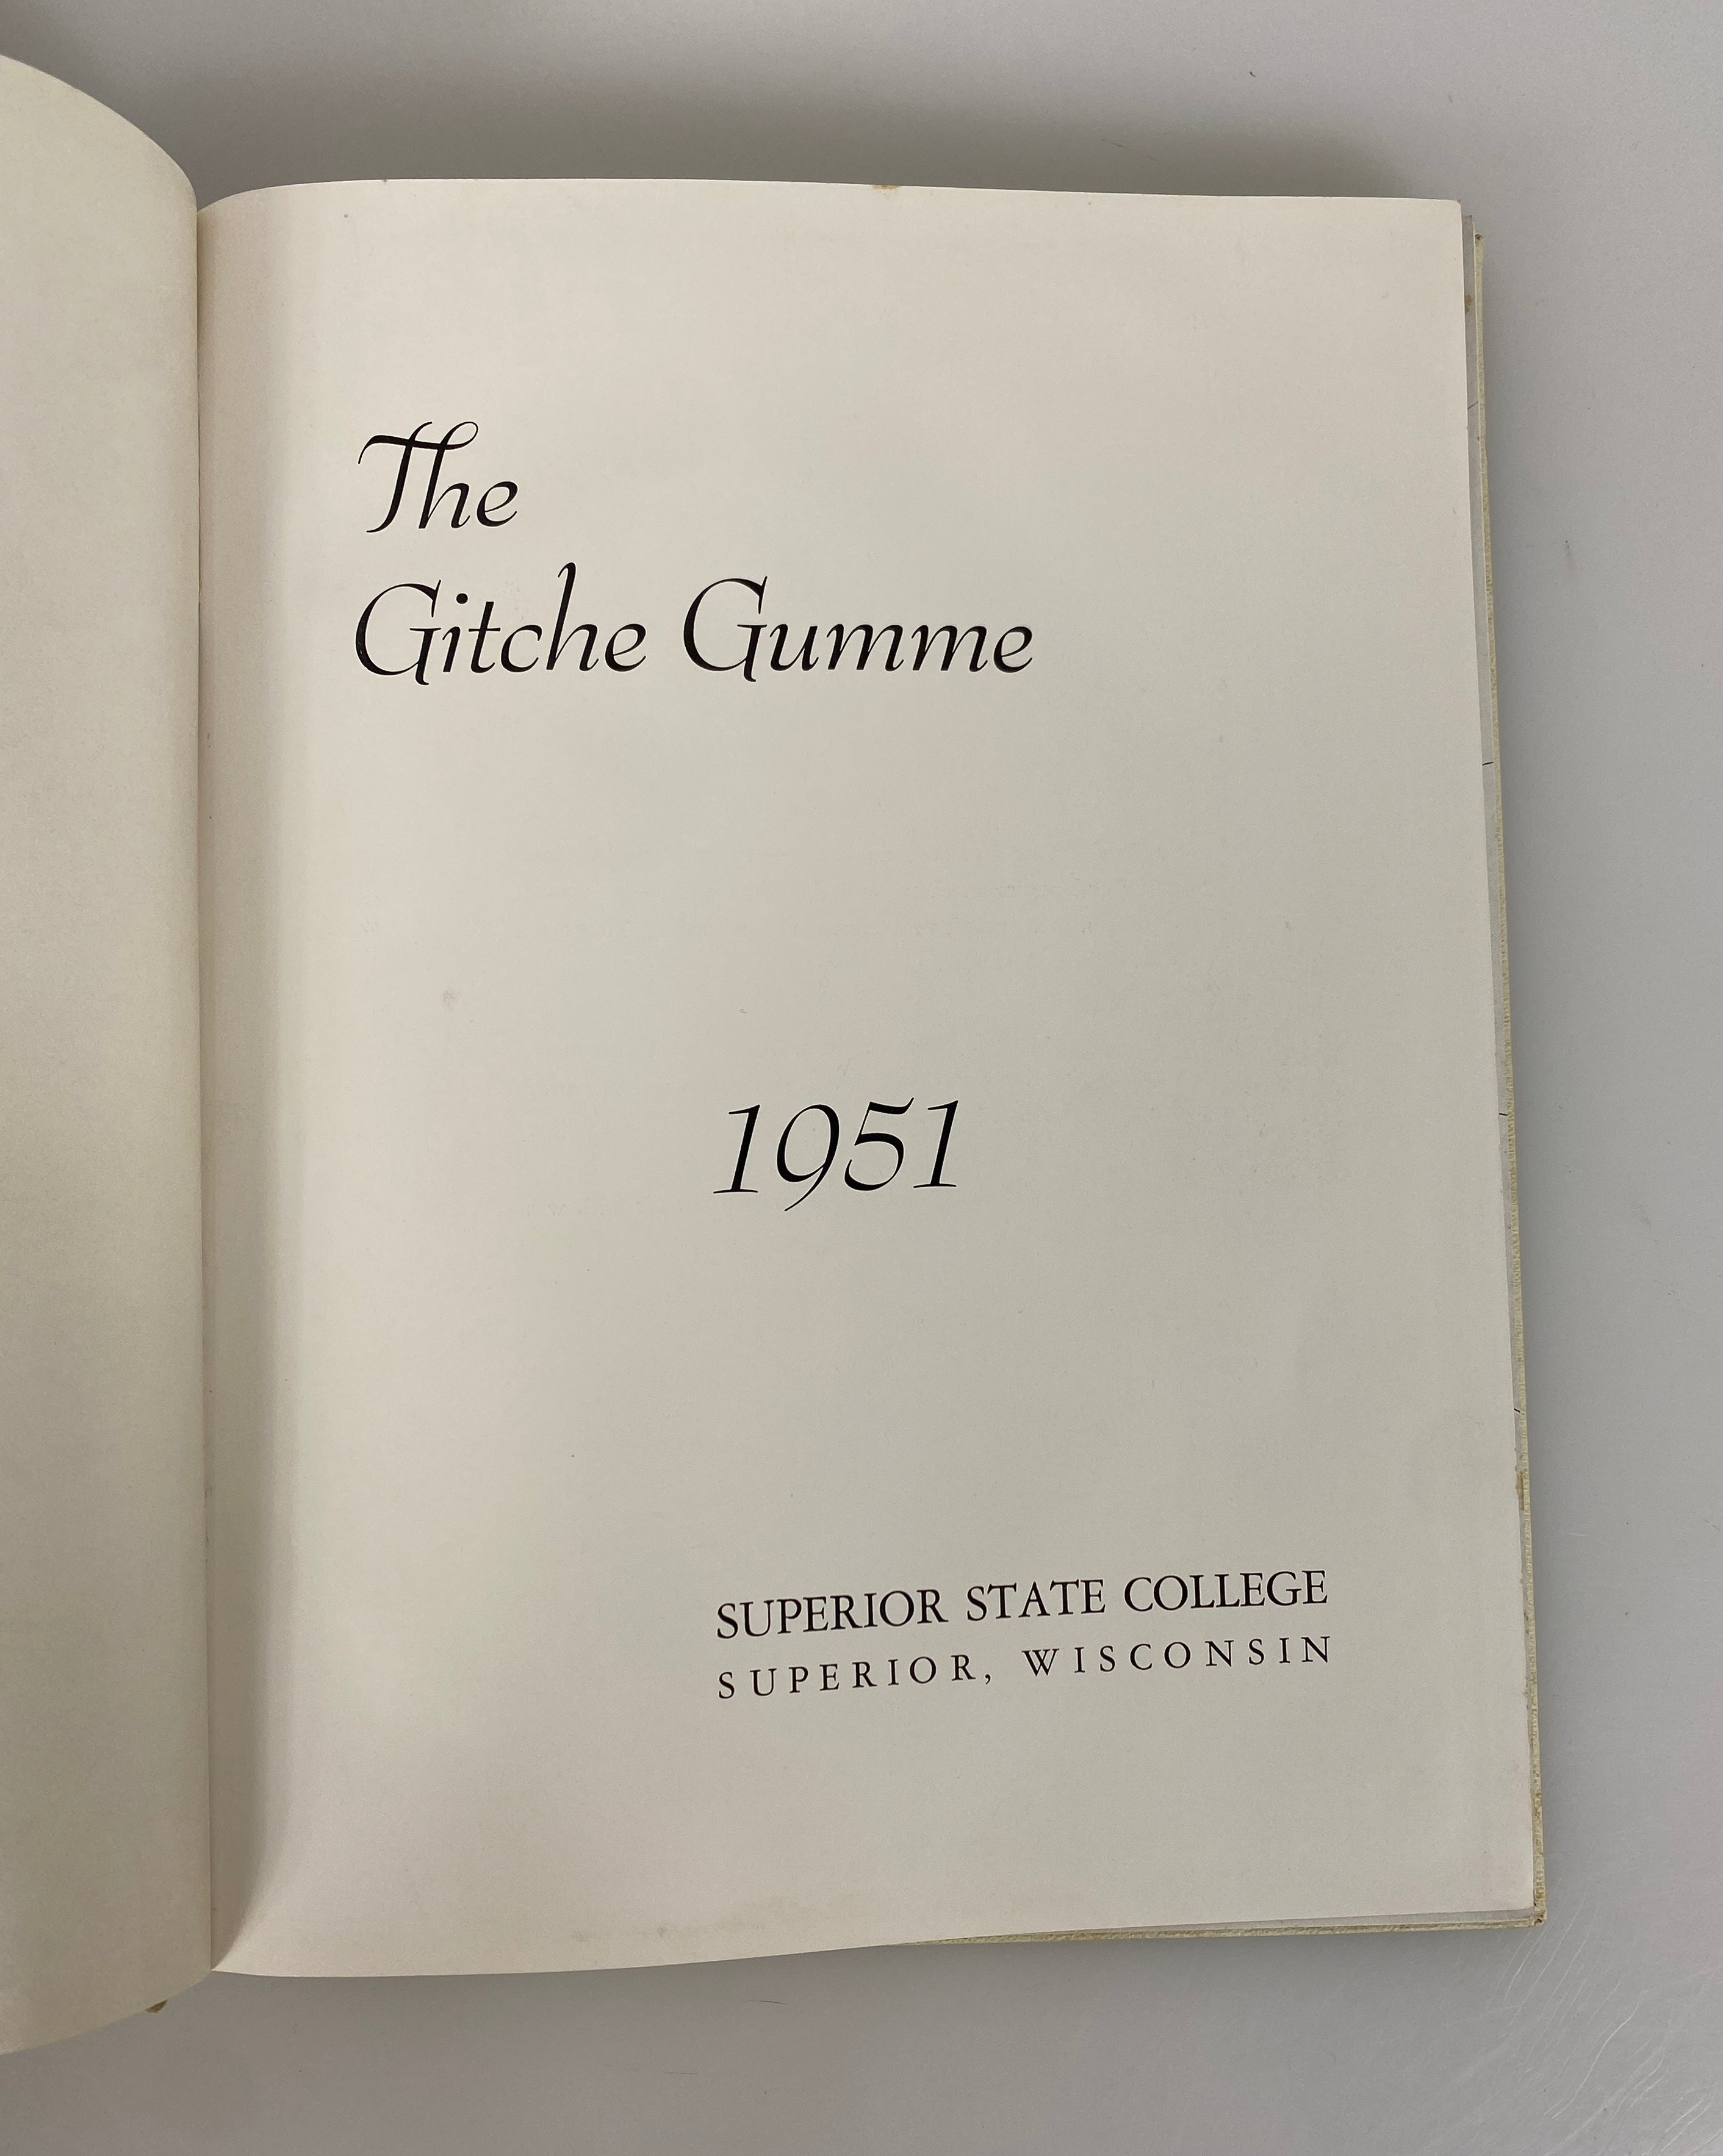 The
Gitche Gumme
1951
SUPERIOR STATE COLLEGE
SUPERIOR, WISCONSIN